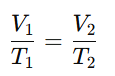 V₁/T₁ = V₂/T₂